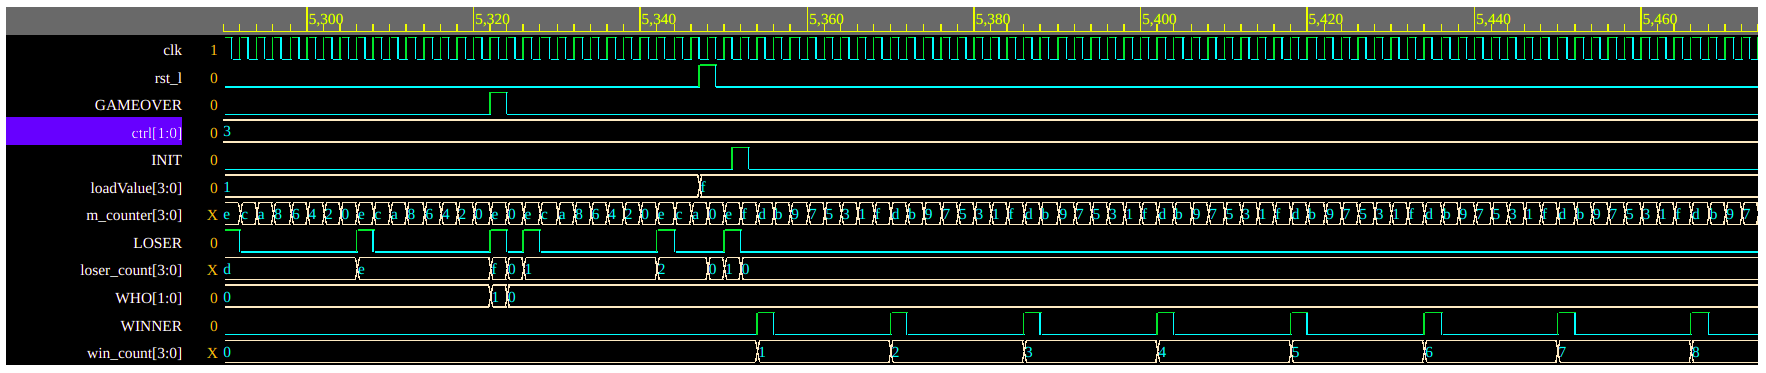 5,300 5,320 5,340 5,360 5,380 5,400 5,420 5,440 5,460
clk 1
rst_l 0
GAMEOVER 0
ctrl[1:0] 0 3
INIT 0
loadValue[3:0] 0 1 f
m_counter[3:0] X e c a 8 6 4 2 0 e c a 8 6 4 2 0 e 0 e c a 8 6 4 2 0 e c a 0 e f d b 9 7 5 3 1 f d b 9 7 5 3 1 f d b 9 7 5 3 1 f d b 9 7 5 3 1 f d b 9 7 5 3 1 f d b 9 7 5 3 1 f d b 9 7 5 3 1 f d b 9 7
LOSER 0
loser_count[3:0] X d e f 0 1 2 0 1 0
WHO[1:0] 0 0 1 0
WINNER 0
win_count[3:0] X 0 1 2 3 4 5 6 7 8